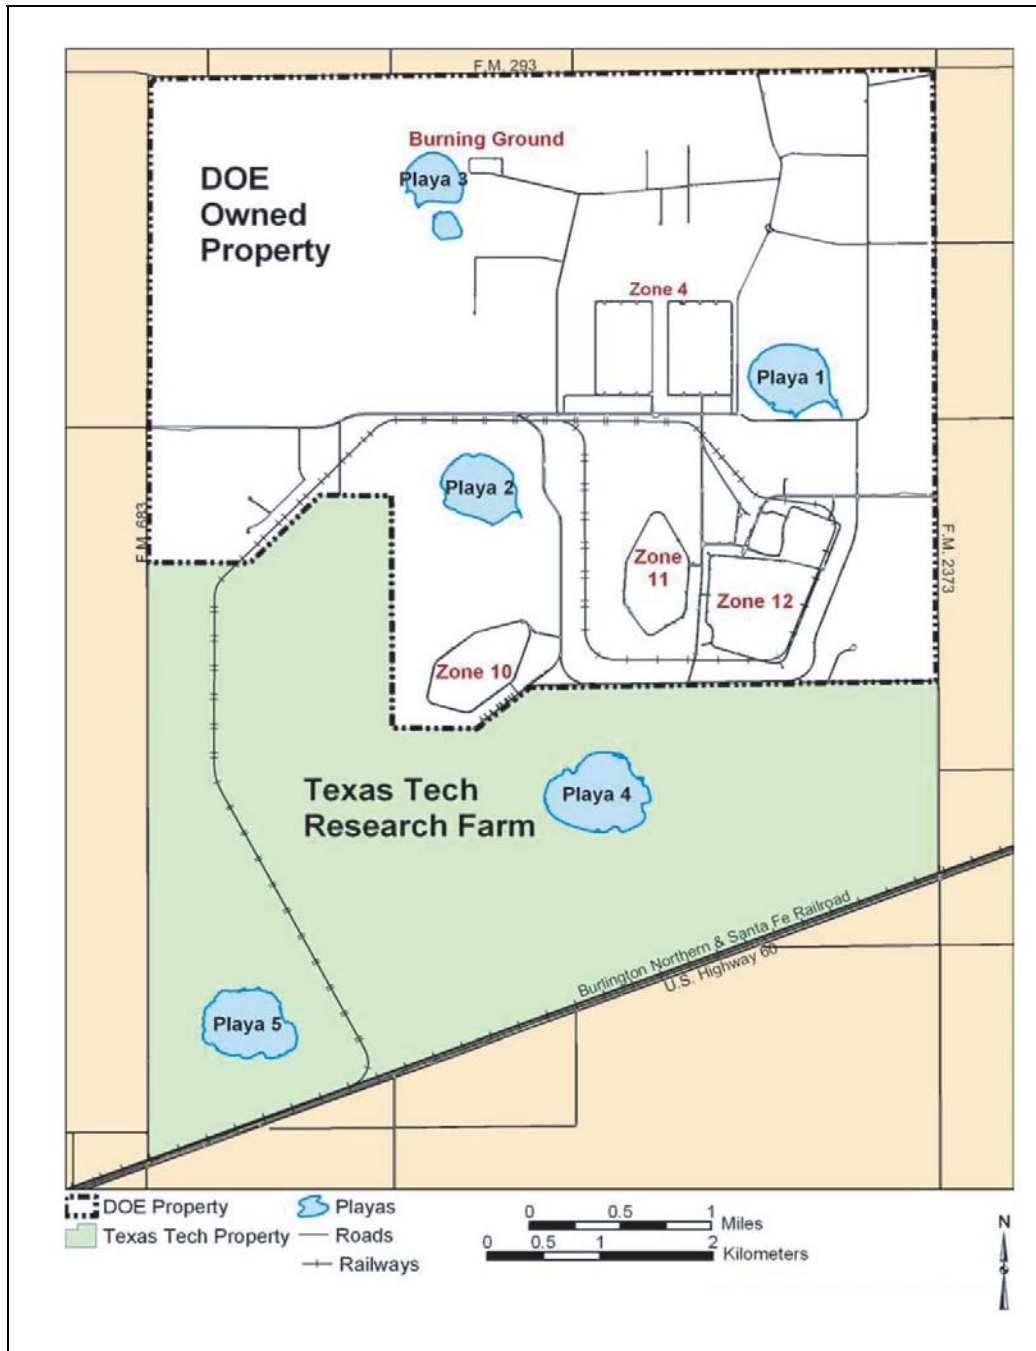 F.M. 293
Burning Ground
DOE
Owned
Property
Playa 3
Zone 4
Playa 1
Playa 2
F.M. 683
F.M. 2373
Zone
11
Zone 12
Zone 10
Texas Tech
Research Farm
Playa 4
Burlington Northern & Santa Fe Railroad
U.S. Highway 60
Playa 5
DOE Property
Texas Tech Property
Playas
Roads
Railways
0 0.5 1
Miles
0 0.5 1 2
Kilometers
N